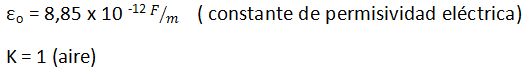 εₒ = 8,85 x 10 ⁻¹² F/m ( constante de permisividad eléctrica)
K = 1 (aire)